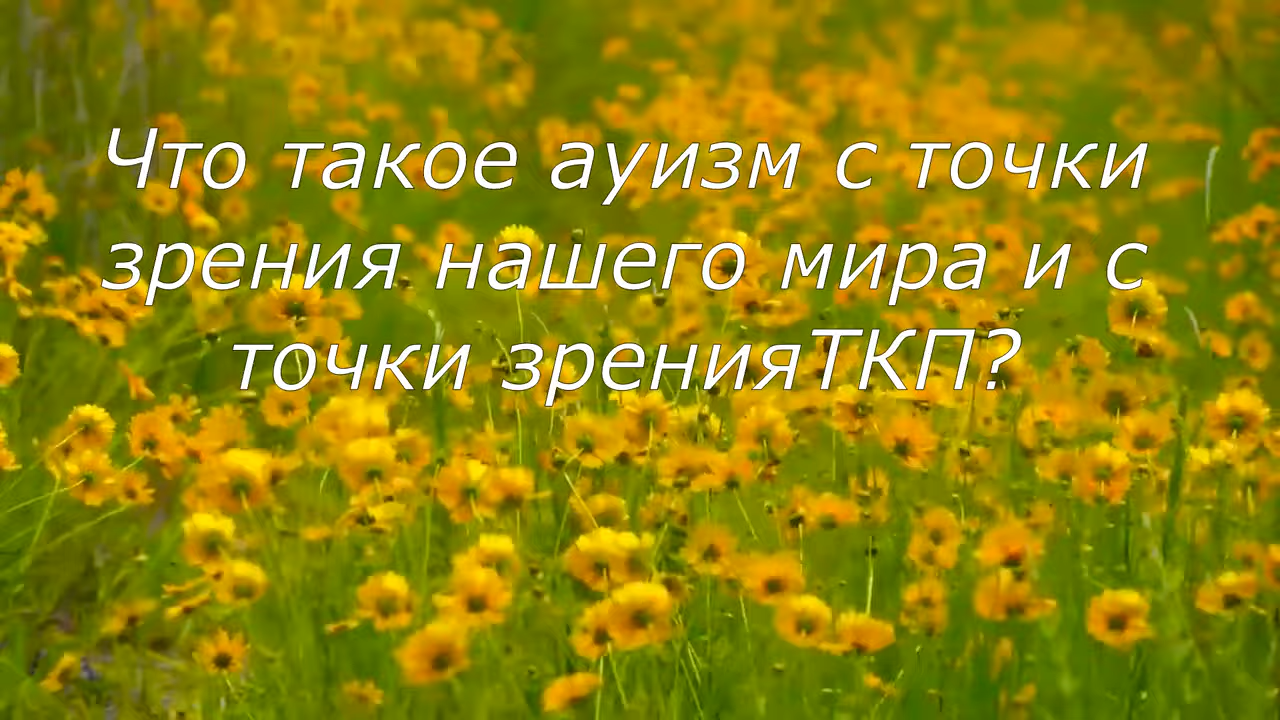 Что такое ауизм с точки
зрения нашего мира и с
точки зренияТКП?